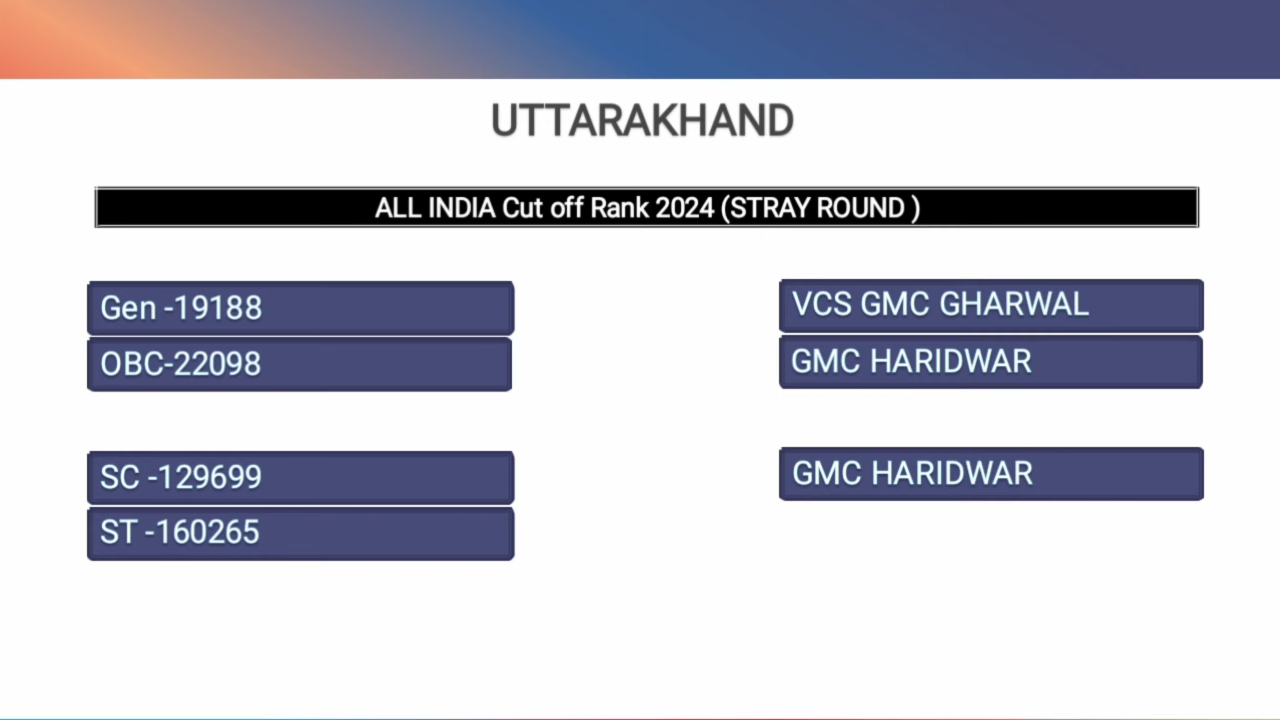 UTTARAKHAND
ALL INDIA Cut off Rank 2024 (STRAY ROUND )
Gen -19188
VCS GMC GHARWAL
OBC-22098
GMC HARIDWAR
SC -129699
GMC HARIDWAR
ST -160265